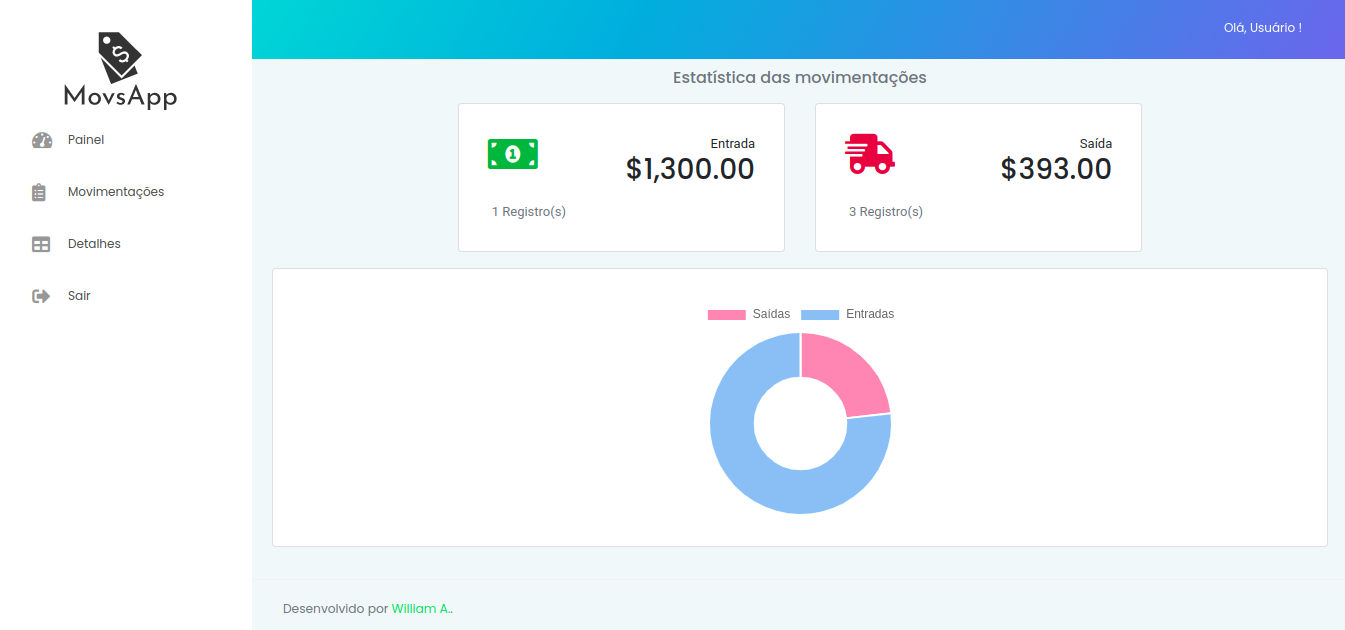 MovsApp
Painel
Movimentações
Detalhes
Sair
Olá, Usuário !
Estatística das movimentações
Entrada
$1,300.00
1 Registro(s)
Saída
$393.00
3 Registro(s)
Saídas Entradas
Desenvolvido por William A..